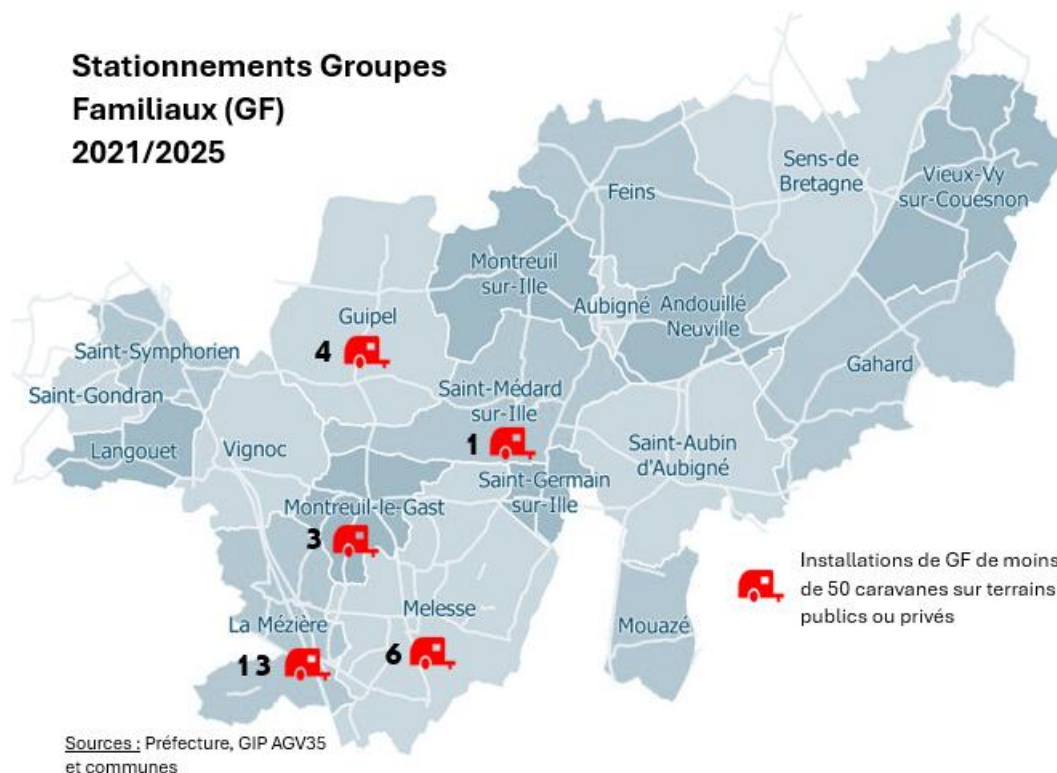 Stationnements Groupes
Familiaux (GF)
2021/2025
Sens-de
Bretagne
Vieux-Vy
sur-Couesnon
Feins
Montreuil
sur-Ille
Aubigné
Andouillé
Neuville
Guipel
4
Saint-Symphorien
Saint-Gondran
Langouet
Vignoc
Saint-Médard
sur-Ille
1
Gahard
Saint-Aubin
d'Aubigné
Saint-Germain
sur-Ille
Montreuil-le-Gast
3
Installations de GF de moins
de 50 caravanes sur terrains
publics ou privés
Melesse
6
La Mézière
13
Mouazé
Sources : Préfecture, GIP AGV35
et communes